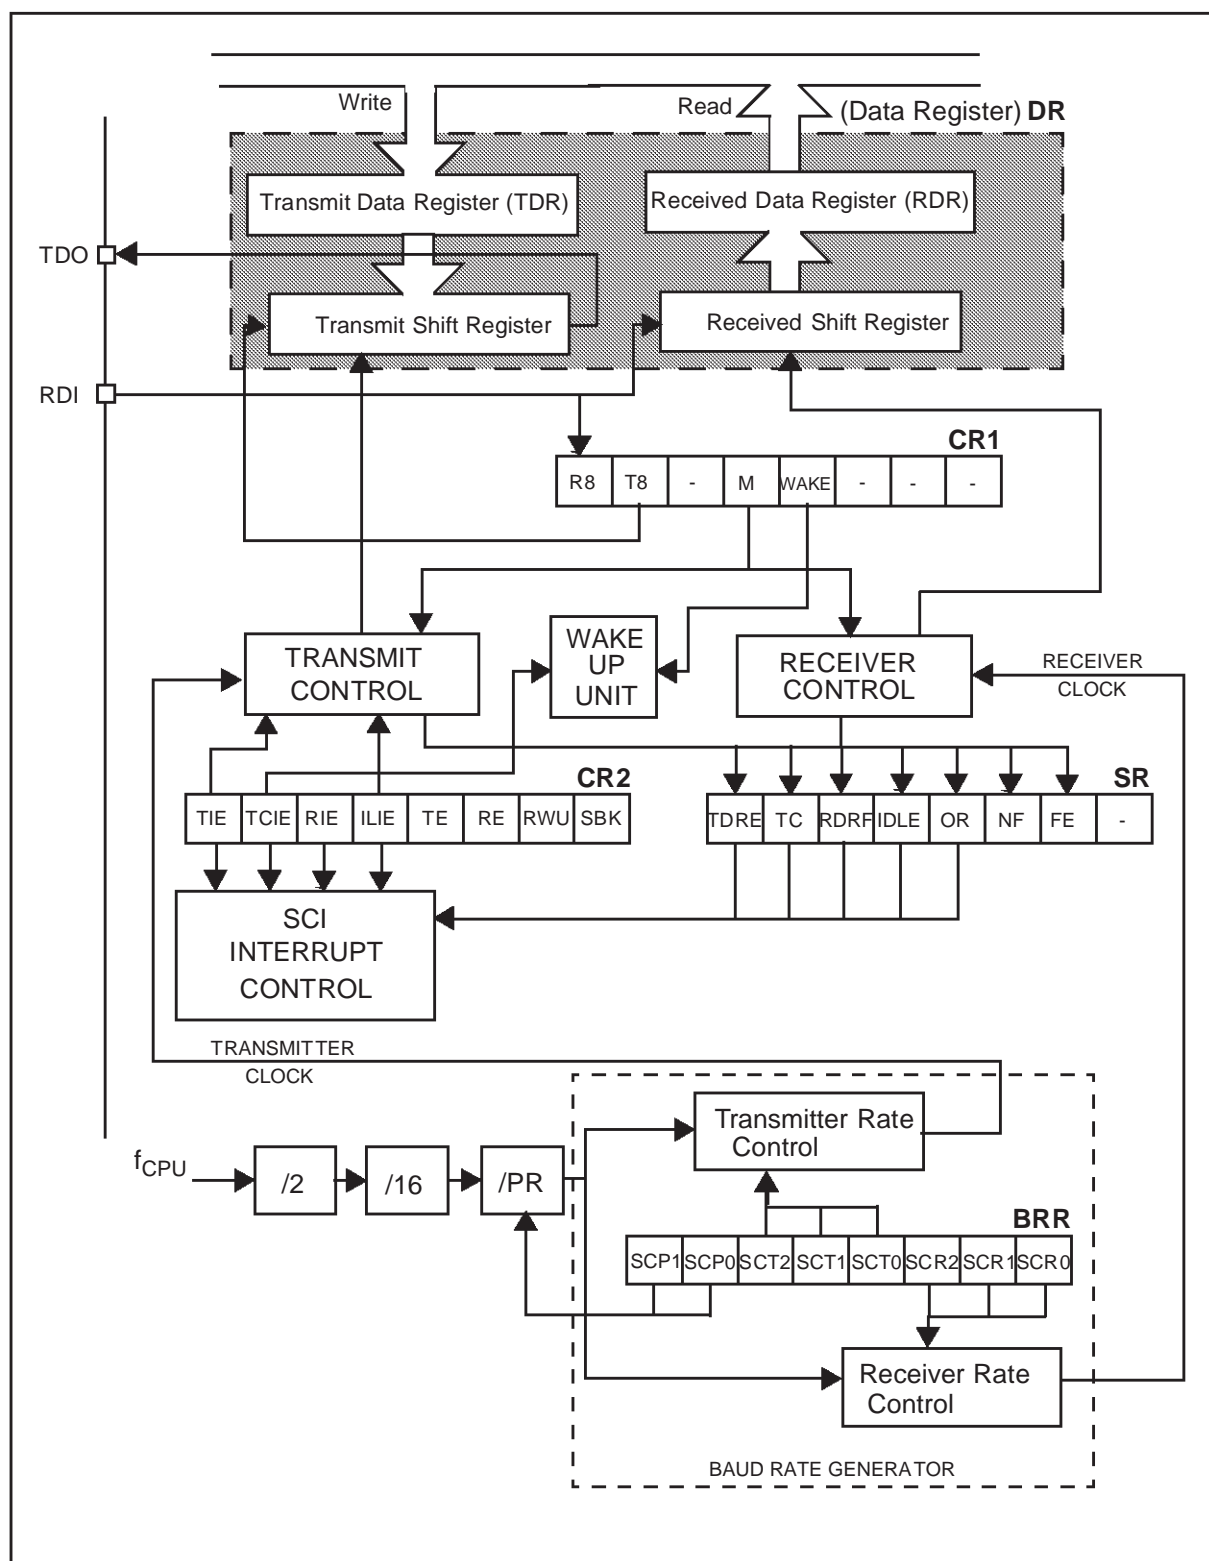 Write
Read
(Data Register) DR
Transmit Data Register (TDR)
Received Data Register (RDR)
TDO
Transmit Shift Register
Received Shift Register
RDI
CR1
R8 T8 - M WAKE - - -
TRANSMIT
CONTROL
WAKE
UP
UNIT
RECEIVER
CONTROL
RECEIVER
CLOCK
CR2
TIE TCIE RIE ILIE TE RE RWU SBK
SR
TDRE TC RDRF IDLE OR NF FE -
SCI
INTERRUPT
CONTROL
TRANSMITTER
CLOCK
Transmitter Rate
Control
fCPU
/2
/16
/PR
BRR
SCP1 SCP0 SCT2 SCT1 SCT0 SCR2 SCR1 SCR0
Receiver Rate
Control
BAUD RATE GENERATOR